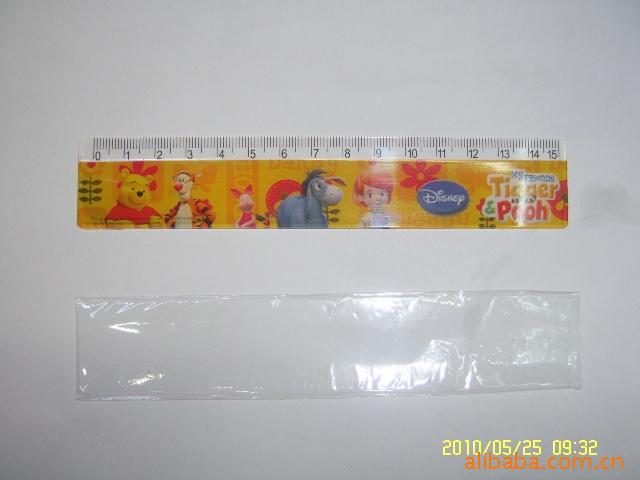 0 1 2 3 4 5 6 7 8 9 10 11 12 13 14 15
DISNEY
MY FRIENDS
Tigger
& Pooh
2010/05/25 09:32
alibaba.com.cn